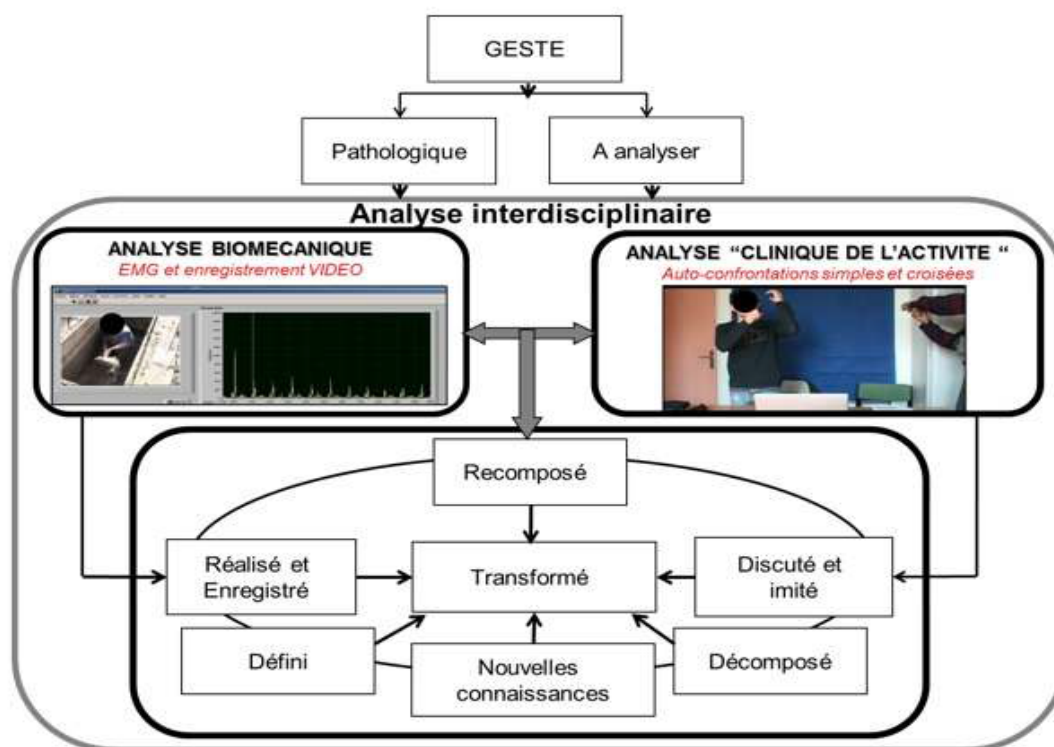 GESTE
Pathologique
A analyser
Analyse interdisciplinaire
ANALYSE BIOMECANIQUE
EMG et enregistrement VIDEO
ANALYSE “CLINIQUE DE L’ACTIVITE “
Auto-confrontations simples et croisées
Recomposé
Réalisé et
Enregistré
Transformé
Discuté et
imité
Défini
Nouvelles
connaissances
Décomposé